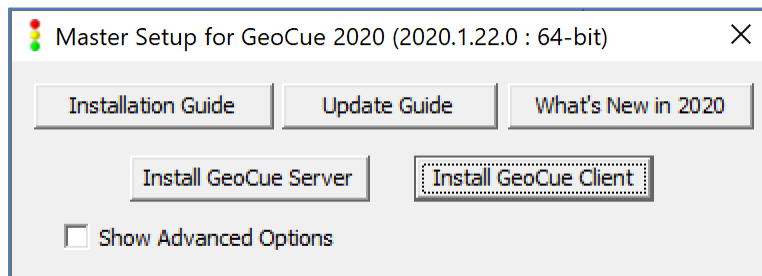 Master Setup for GeoCue 2020 (2020.1.22.0 : 64-bit)
Installation Guide
Update Guide
What's New in 2020
Install GeoCue Server
Install GeoCue Client
Show Advanced Options